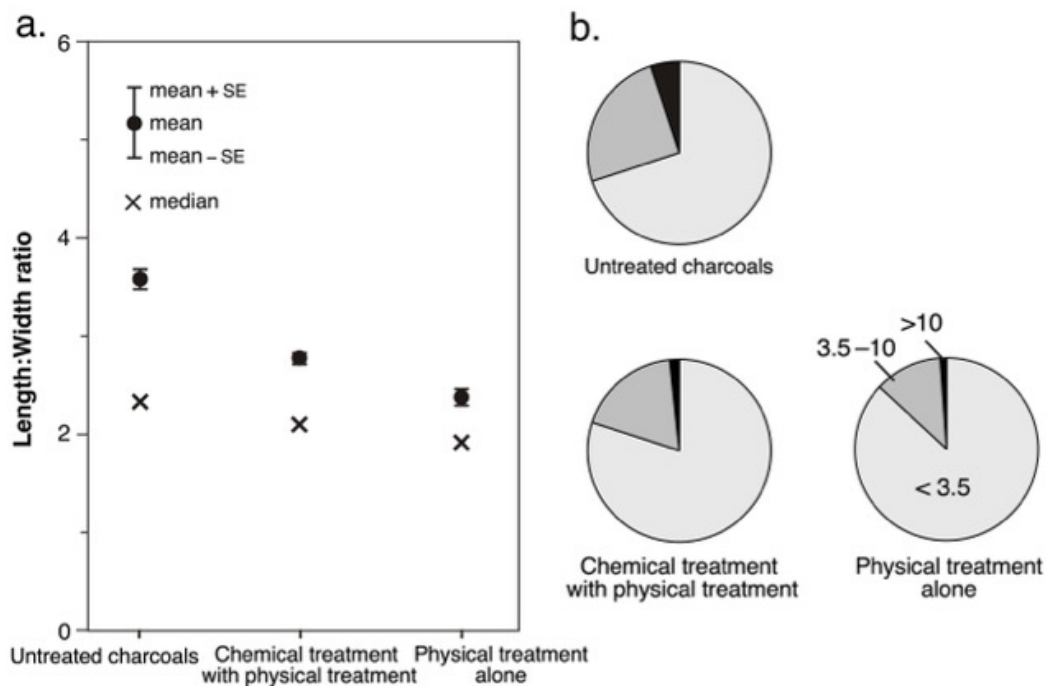 a.
6
4
2
0
Length:Width ratio
mean + SE
mean
mean – SE
median
Untreated charcoals
Chemical treatment
with physical treatment
Physical treatment
alone
b.
Untreated charcoals
Chemical treatment
with physical treatment
3.5 – 10
>10
< 3.5
Physical treatment
alone